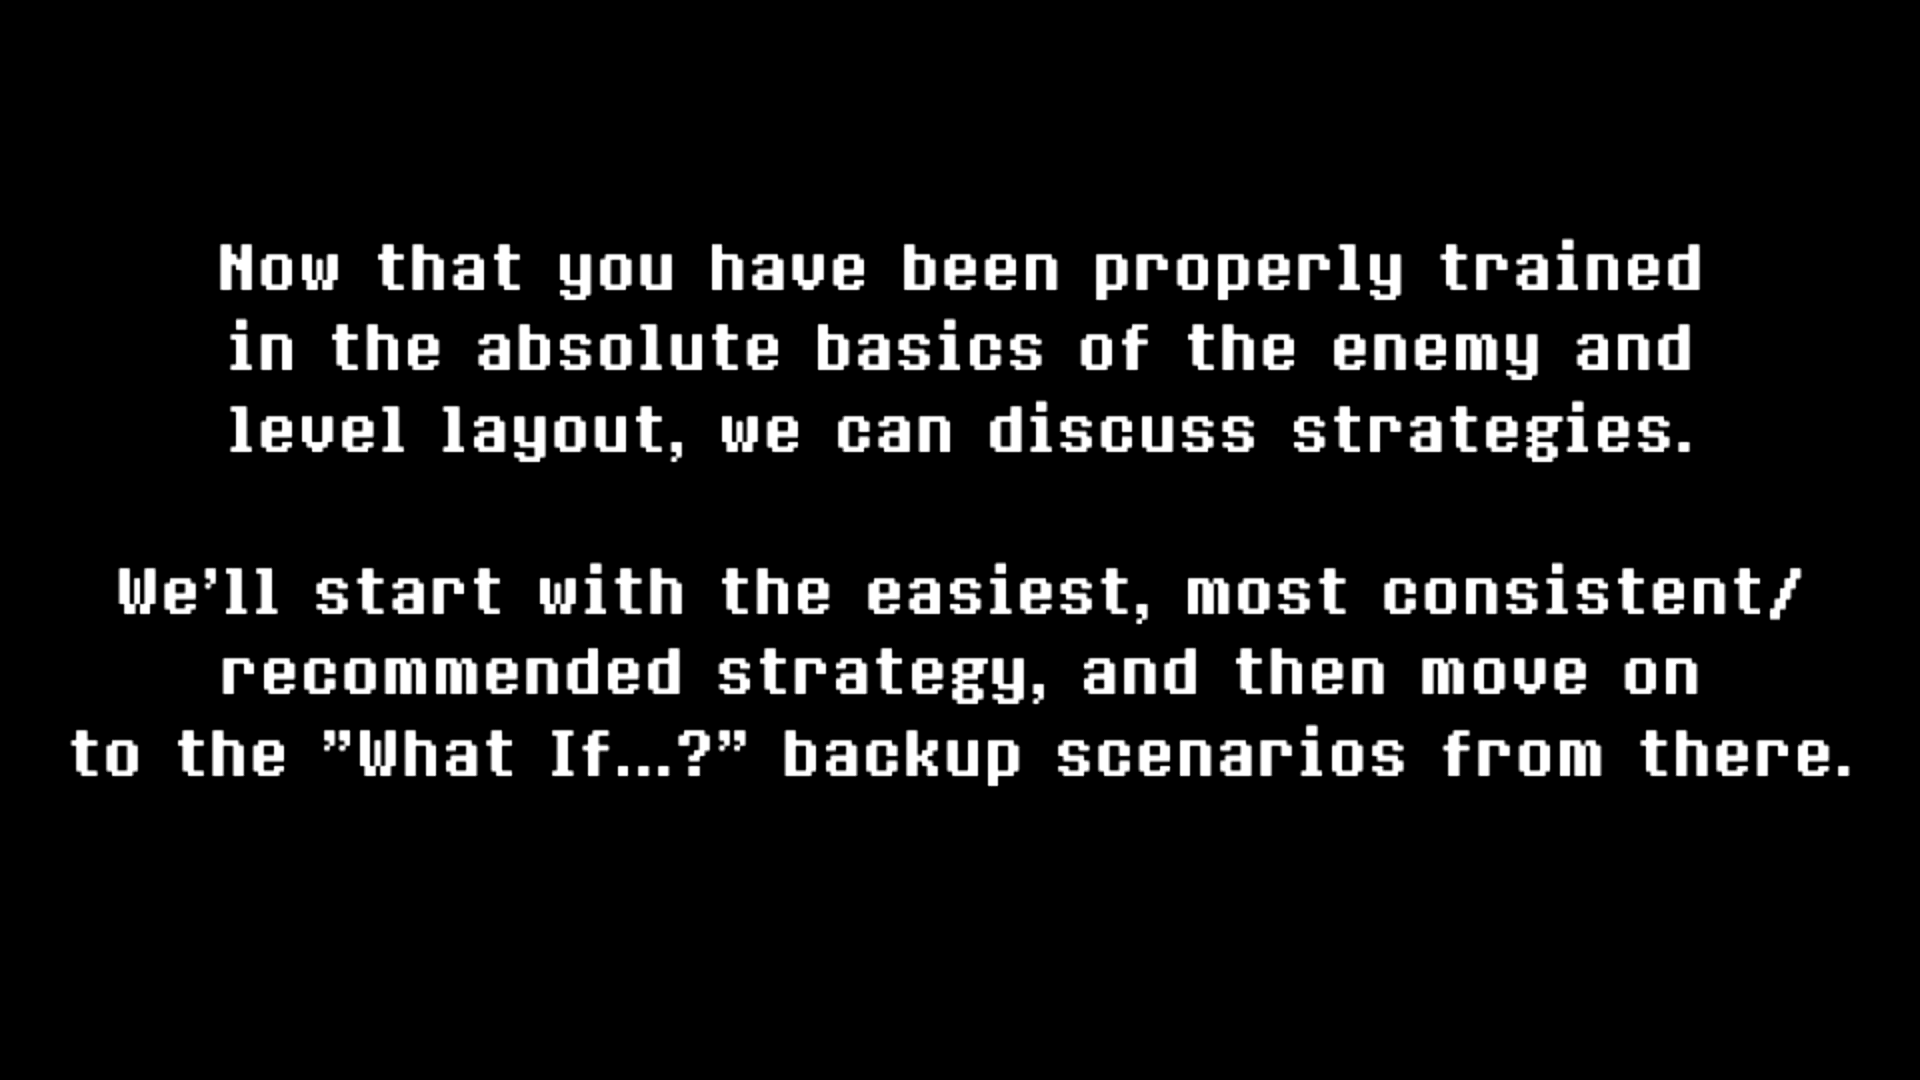 Now that you have been properly trained
in the absolute basics of the enemy and
level layout, we can discuss strategies.
We’ll start with the easiest, most consistent/
recommended strategy, and then move on
to the ”What If...?” backup scenarios from there.